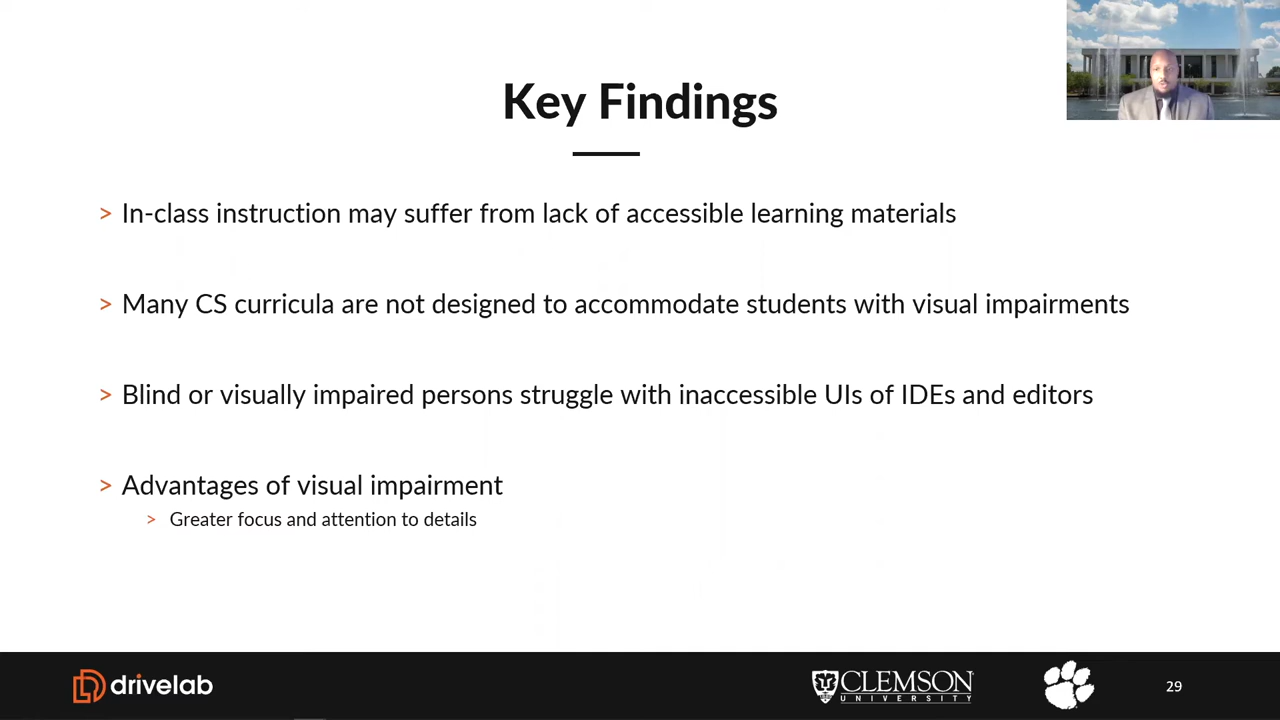 Key Findings
> In-class instruction may suffer from lack of accessible learning materials
> Many CS curricula are not designed to accommodate students with visual impairments
> Blind or visually impaired persons struggle with inaccessible UIs of IDEs and editors
> Advantages of visual impairment
> Greater focus and attention to details
drivelab
CLEMSON
UNIVERSITY
29